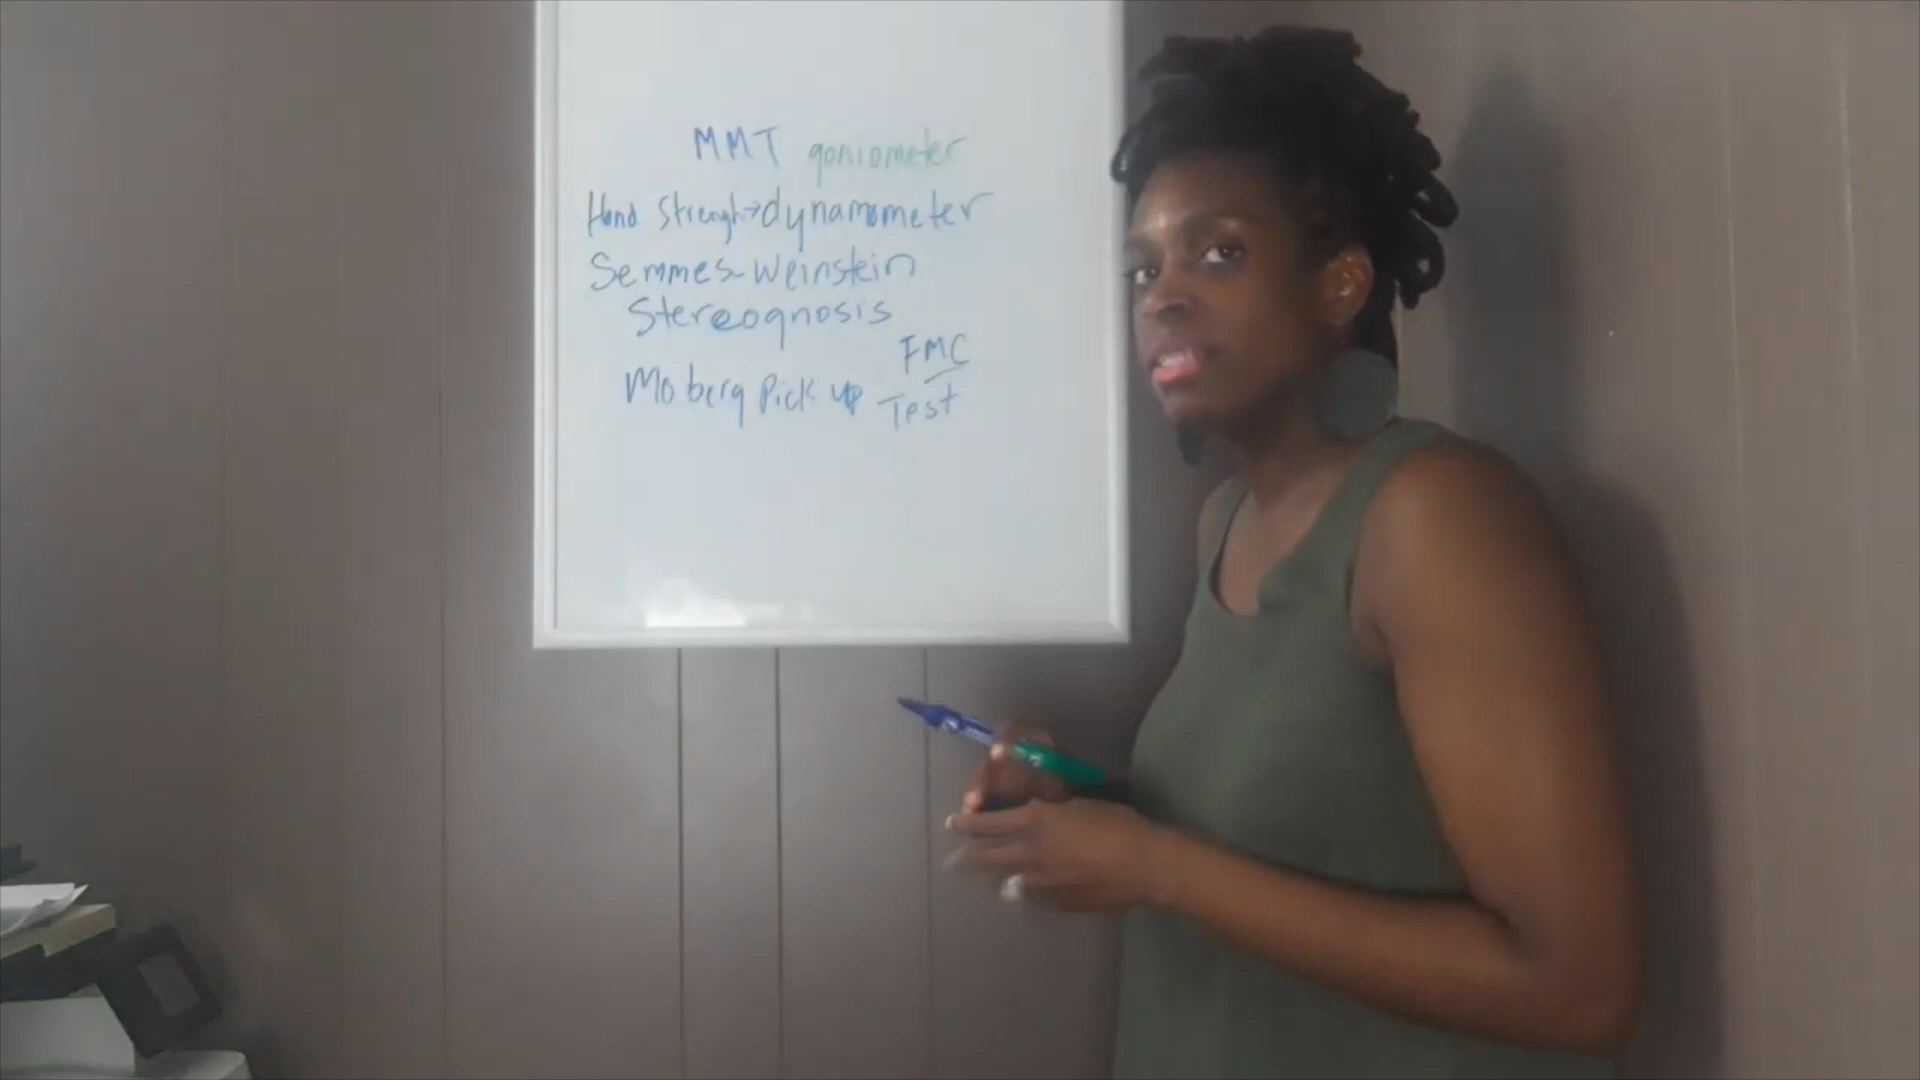 MMT goniometer
Hand Strength→dynamometer
Semmes-Weinstein
Stereognosis
FMC
Moberg Pick up Test